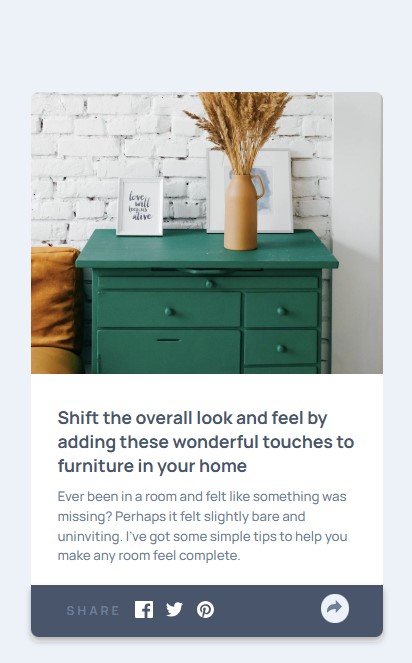 love
will
keep us
alive
Shift the overall look and feel by
adding these wonderful touches to
furniture in your home
Ever been in a room and felt like something was
missing? Perhaps it felt slightly bare and
uninviting. I've got some simple tips to help you
make any room feel complete.
SHARE